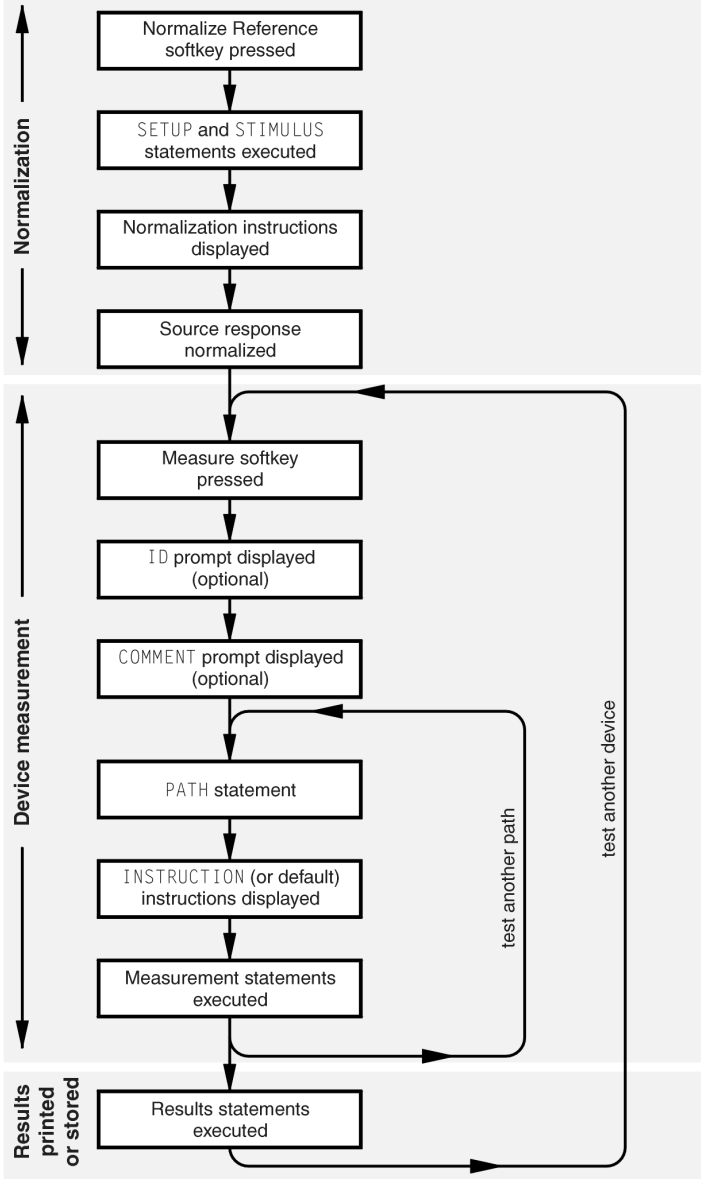 Normalization
Normalize Reference
softkey pressed
SETUP and STIMULUS
statements executed
Normalization instructions
displayed
Source response
normalized
Device measurement
Measure softkey
pressed
ID prompt displayed
(optional)
COMMENT prompt displayed
(optional)
PATH statement
INSTRUCTION (or default)
instructions displayed
Measurement statements
executed
test another path
test another device
Results
printed
or stored
Results statements
executed